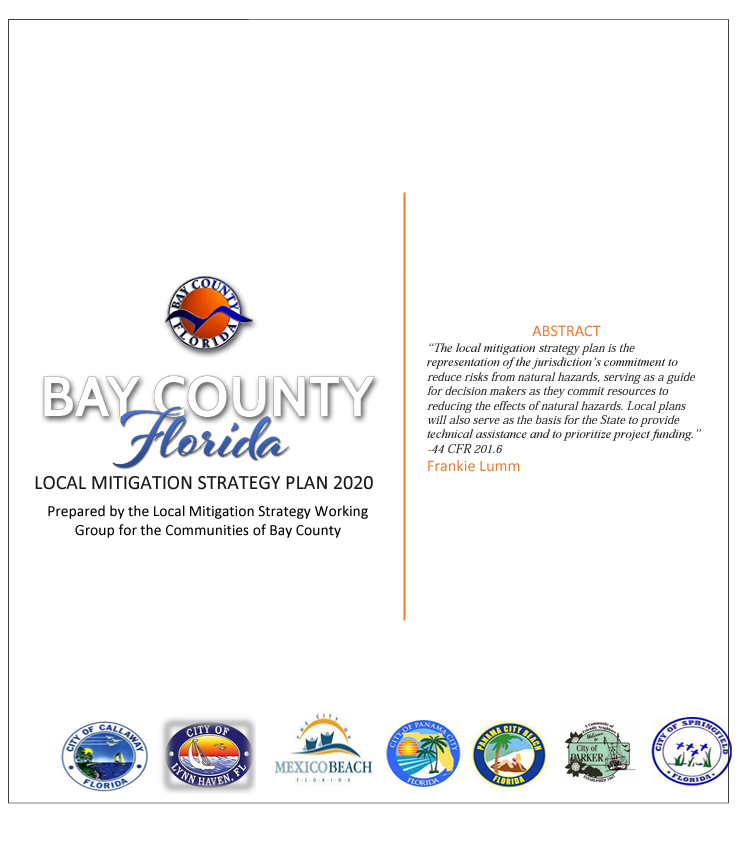 BAY COUNTY
FLORIDA
BAY COUNTY
Florida
LOCAL MITIGATION STRATEGY PLAN 2020
Prepared by the Local Mitigation Strategy Working
Group for the Communities of Bay County
ABSTRACT
“The local mitigation strategy plan is the
representation of the jurisdiction’s commitment to
reduce risks from natural hazards, serving as a guide
for decision makers as they commit resources to
reducing the effects of natural hazards. Local plans
will also serve as the basis for the State to provide
technical assistance and to prioritize project funding.”
-44 CFR 201.6
Frankie Lumm
CITY OF CALLAWAY
FLORIDA
CITY OF
LYNN HAVEN, FL
THE CITY OF
MEXICO BEACH
FLORIDA
CITY OF PANAMA CITY
FLORIDA
PANAMA CITY BEACH
FLORIDA
A Community of
City of
PARKER
CITY OF SPRINGFIELD
FLORIDA